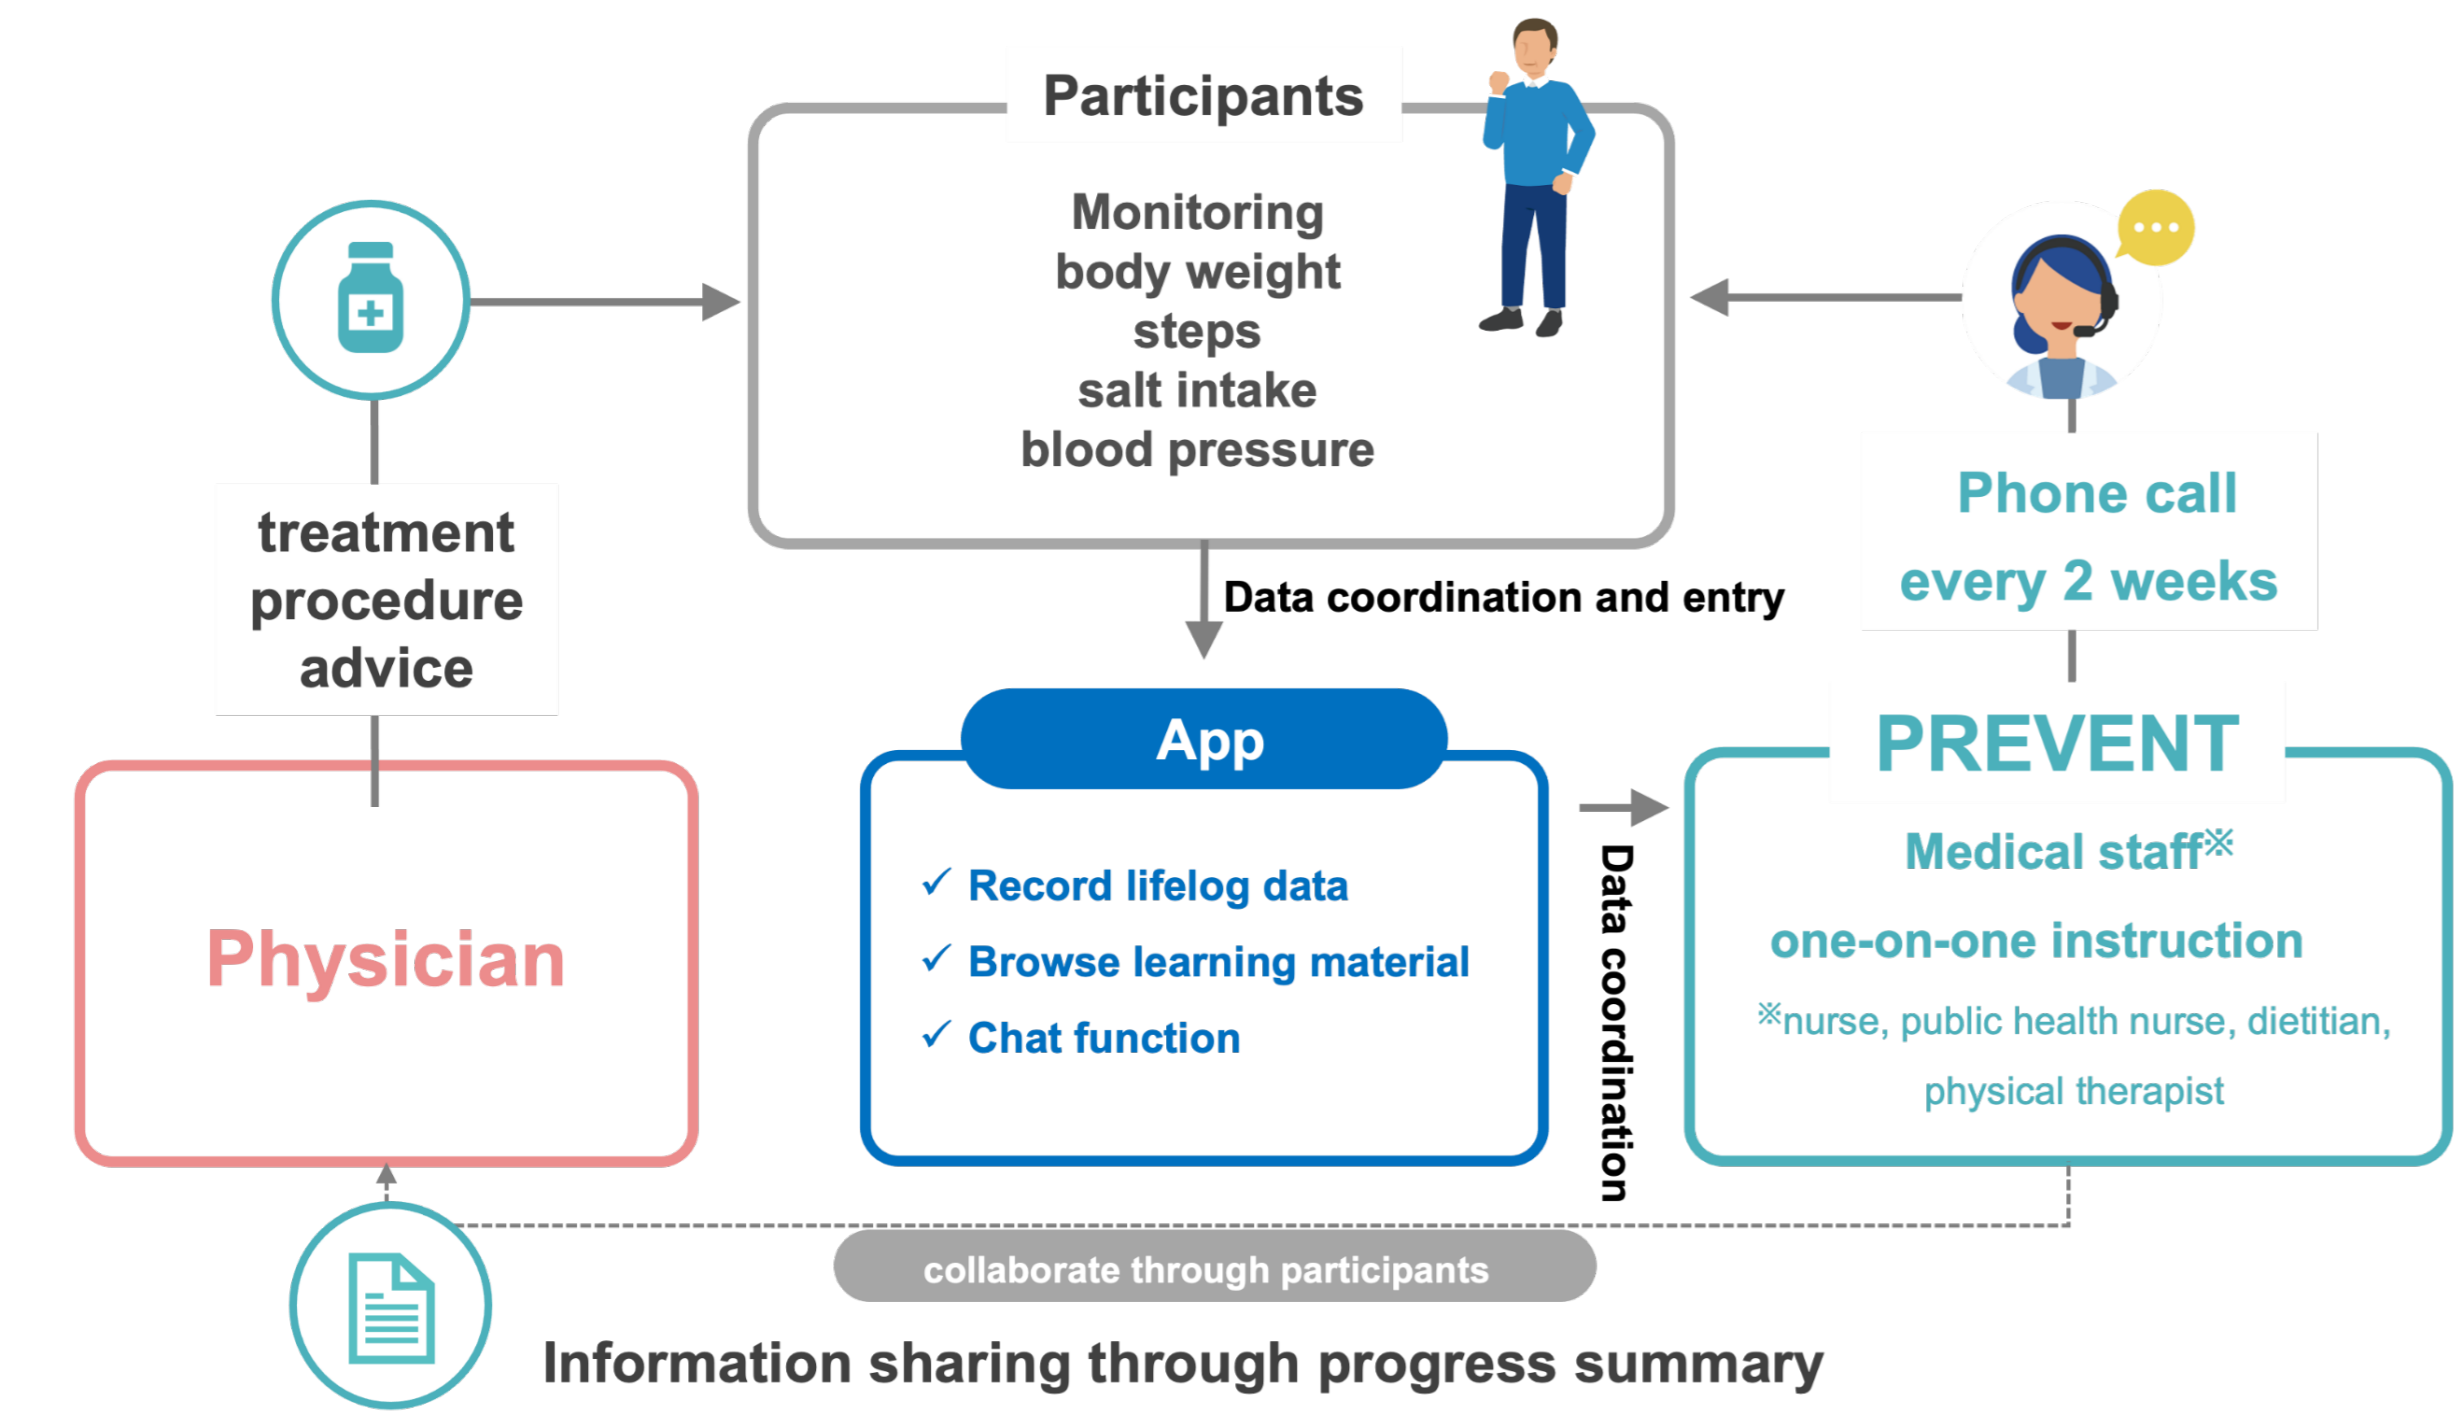 Participants
Monitoring
body weight
steps
salt intake
blood pressure
treatment
procedure
advice
Phone call
every 2 weeks
Data coordination and entry
Physician
App
✓ Record lifelog data
✓ Browse learning material
✓ Chat function
Data coordination
PREVENT
Medical staff※
one-on-one instruction
※nurse, public health nurse, dietitian,
physical therapist
collaborate through participants
Information sharing through progress summary